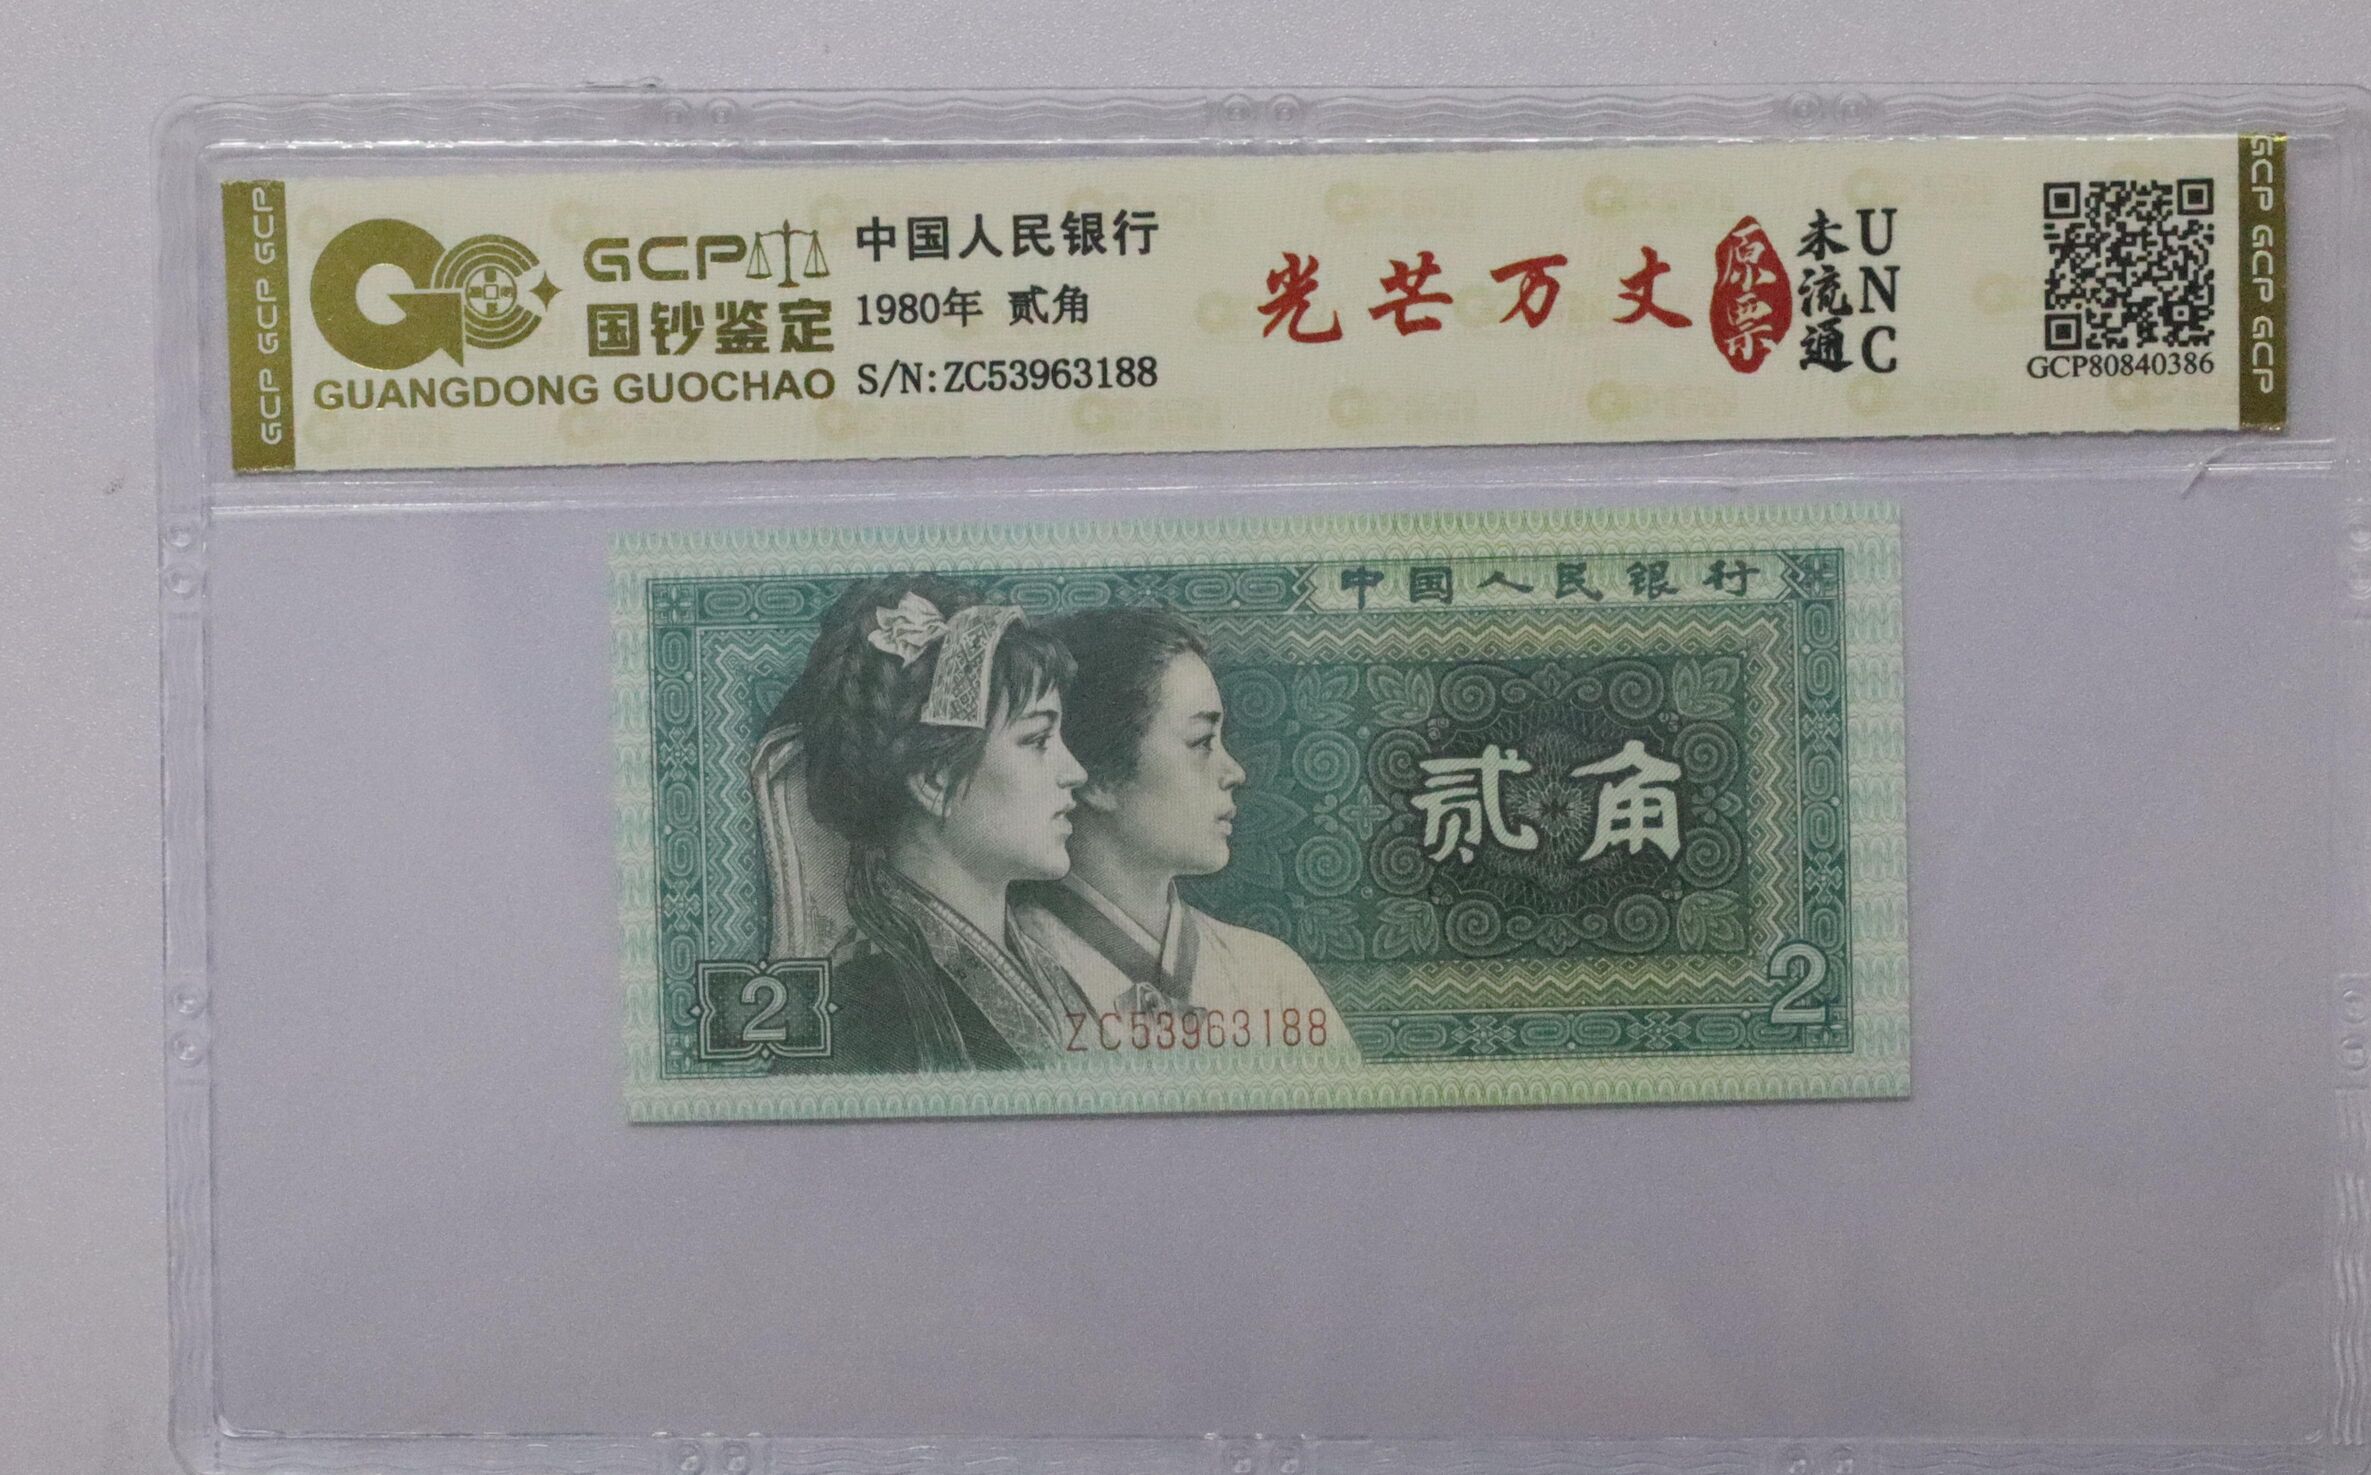 GCP GCP GCP
GCP
国钞鉴定
GUANGDONG GUOCHAO
中国人民银行
1980年 贰角
S/N:ZC53963188
光芒万丈
原票
未流通
UNC
GCP80840386
GCP GCP GCP
中国人民银行
贰角
2
2
ZC53963188